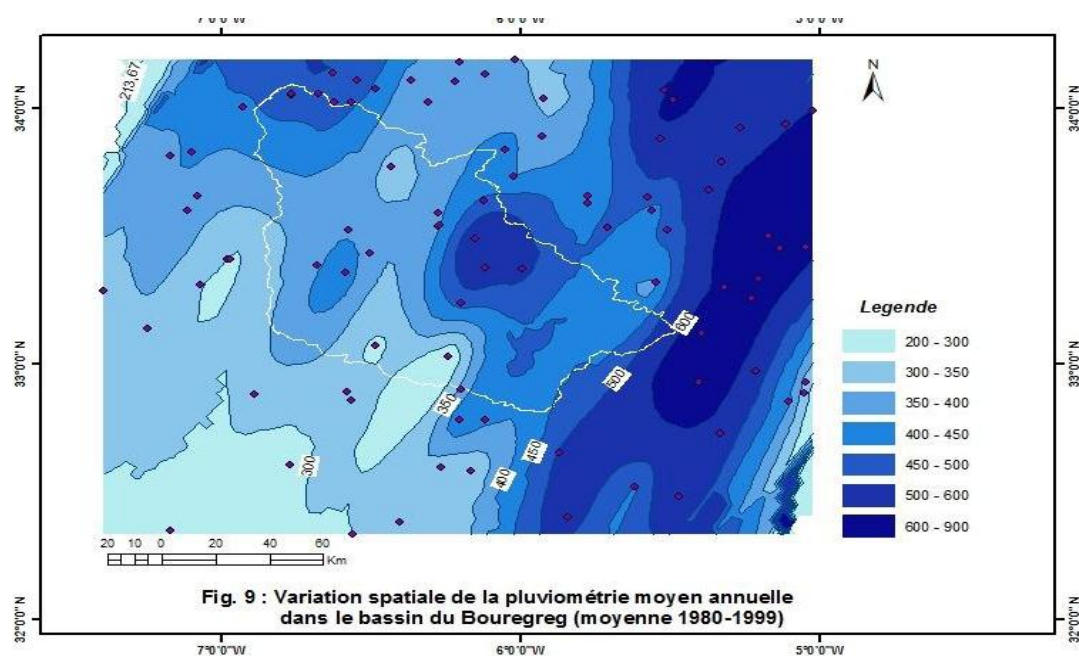 7°0'0"W 6°0'0"W 5°0'0"W
34°0'0"N 34°0'0"N
33°0'0"N 33°0'0"N
32°0'0"N 32°0'0"N
213,67
N
600
500
350
450
400
300
Legende
200 - 300
300 - 350
350 - 400
400 - 450
450 - 500
500 - 600
600 - 900
20 10 0 20 40 60
Km
Fig. 9 : Variation spatiale de la pluviométrie moyen annuelle
dans le bassin du Bouregreg (moyenne 1980-1999)
7°0'0"W 6°0'0"W 5°0'0"W